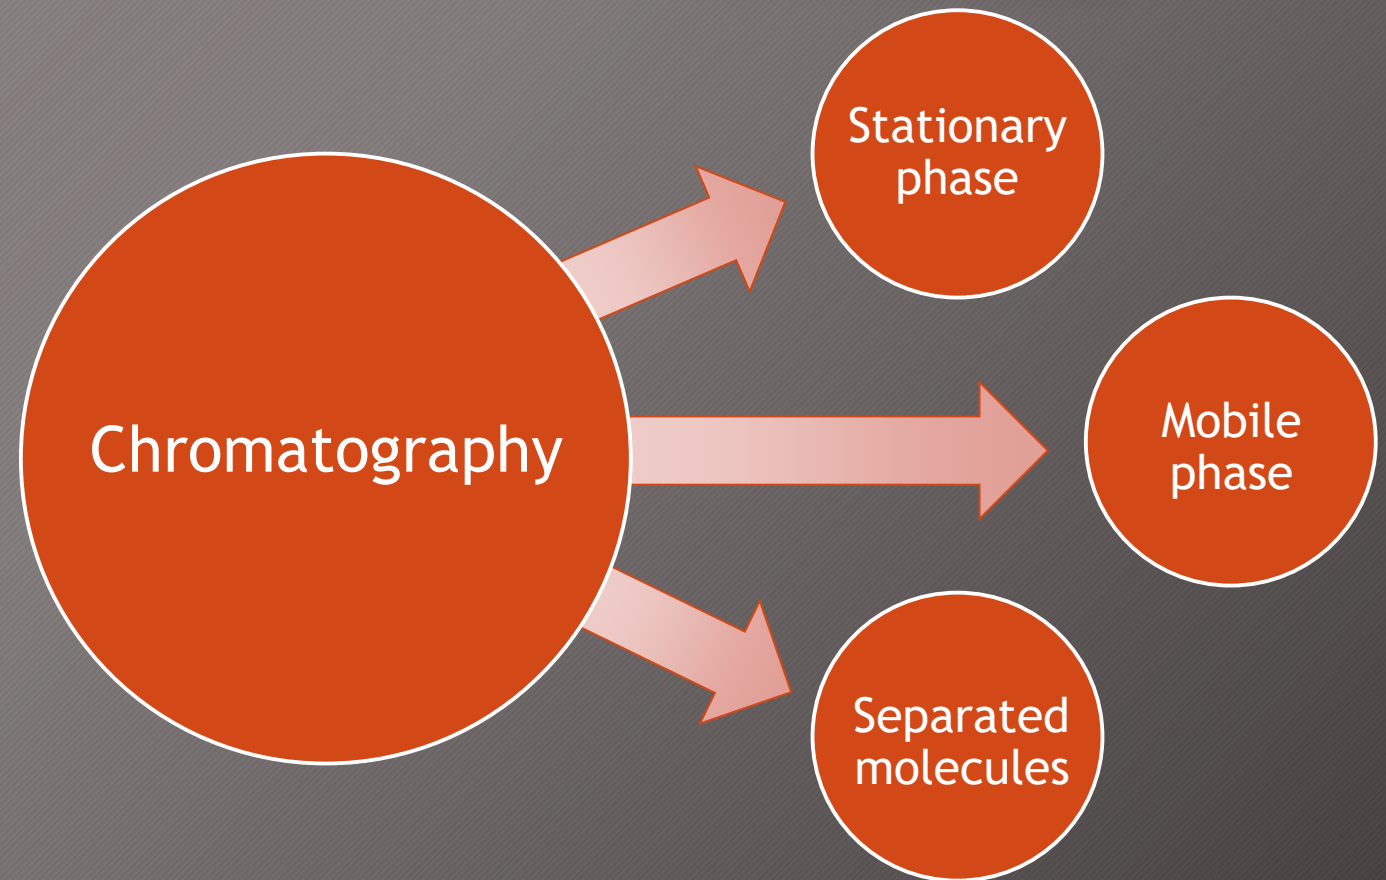 Chromatography
Stationary
phase
Mobile
phase
Separated
molecules